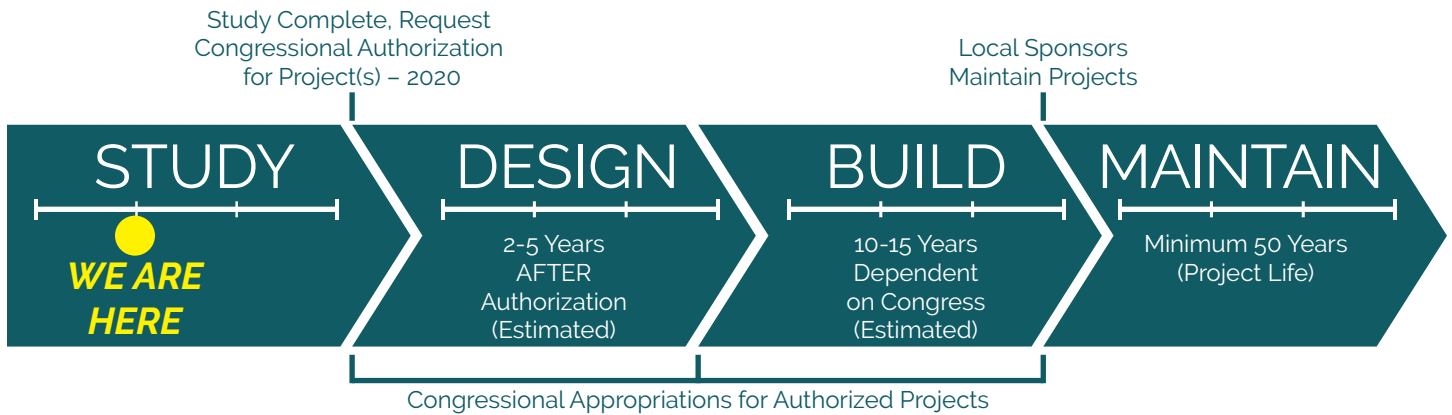 Study Complete, Request
Congressional Authorization
for Project(s) – 2020
Local Sponsors
Maintain Projects
STUDY
WE ARE
HERE
DESIGN
2-5 Years
AFTER
Authorization
(Estimated)
BUILD
10-15 Years
Dependent
on Congress
(Estimated)
MAINTAIN
Minimum 50 Years
(Project Life)
Congressional Appropriations for Authorized Projects